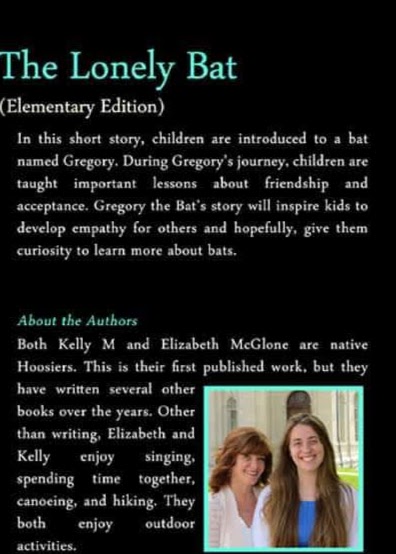 The Lonely Bat
(Elementary Edition)
In this short story, children are introduced to a bat
named Gregory. During Gregory's journey, children are
taught important lessons about friendship and
acceptance. Gregory the Bat's story will inspire kids to
develop empathy for others and hopefully, give them
curiosity to learn more about bats.
About the Authors
Both Kelly M and Elizabeth McGlone are native
Hoosiers. This is their first published work, but they
have written several other
books over the years. Other
than writing, Elizabeth and
Kelly enjoy singing,
spending time together,
canoeing, and hiking. They
both enjoy outdoor
activities.